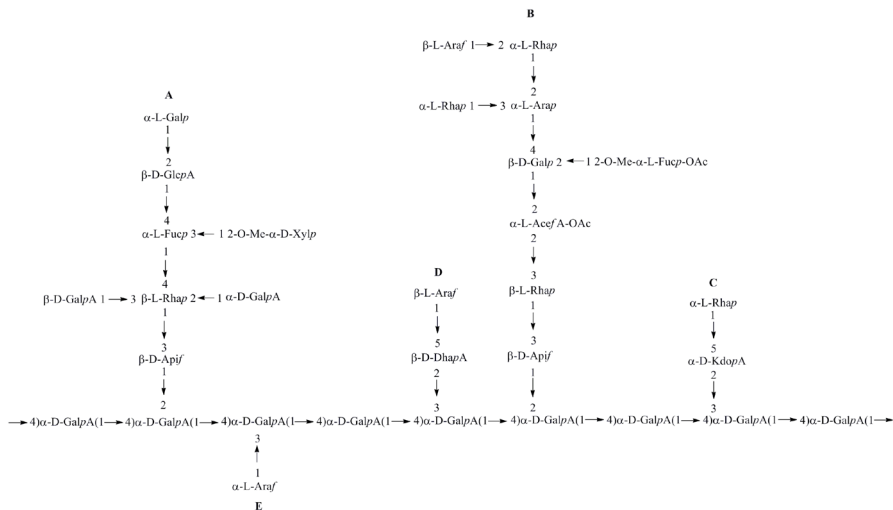 B
β-L-Araf 1→2 α-L-Rhap
1
2
A
α-L-Rhap 1→3 α-L-Arap
α-L-Galp
1
1
4
2
β-D-Galp 2←1 2-O-Me-α-L-Fucp-OAc
β-D-GlcpA
1
1
2
4
α-L-AcefA-OAc
α-L-Fucp 3←1 2-O-Me-α-D-Xylp
2
1
3
D
C
4
β-L-Araf
β-L-Rhap
α-L-Rhap
β-D-GalpA 1→3 β-L-Rhap 2←1 α-D-GalpA
1
1
1
1
3
5
3
5
β-D-Apif
β-D-DhapA
β-D-Apif
α-D-KdopA
1
2
1
2
2
3
2
3
→4)α-D-GalpA(1→4)α-D-GalpA(1→4)α-D-GalpA(1→4)α-D-GalpA(1→4)α-D-GalpA(1→4)α-D-GalpA(1→4)α-D-GalpA(1→4)α-D-GalpA(1→4)α-D-GalpA(1→
3
1
α-L-Araf
E